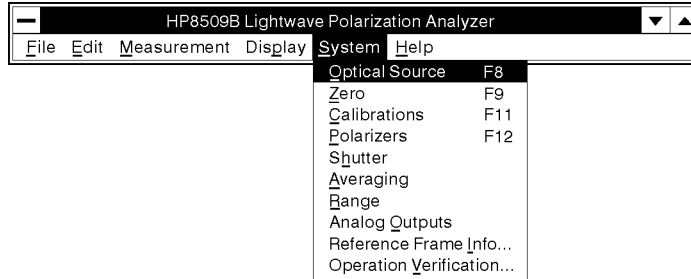 HP8509B Lightwave Polarization Analyzer
File Edit Measurement Display System Help
Optical Source F8
Zero F9
Calibrations F11
Polarizers F12
Shutter
Averaging
Range
Analog Outputs
Reference Frame Info...
Operation Verification...